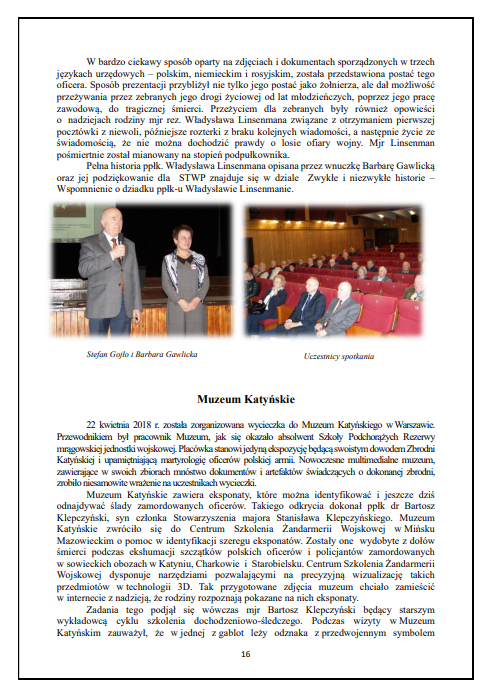 W bardzo ciekawy sposób oparty na zdjęciach i dokumentach sporządzonych w trzech
językach urzędowych – polskim, niemieckim i rosyjskim, została przedstawiona postać tego
oficera. Sposób prezentacji przybliżył nie tylko jego postać jako żołnierza, ale dał możliwość
przeżywania przez zebranych jego drogi życiowej od lat młodzieńczych, poprzez jego pracę
zawodową, do tragicznej śmierci. Przeżyciem dla zebranych były również opowieści
o nadziejach rodziny mjr rez. Władysława Linsenmana związane z otrzymaniem pierwszej
pocztówki z niewoli, późniejsze rozterki z braku kolejnych wiadomości, a następnie życie ze
świadomością, że nie można dochodzić prawdy o losie ofiary wojny. Mjr Linsenman
pośmiertnie został mianowany na stopień podpułkownika.
Pełna historia ppłk. Władysława Linsenmana opisana przez wnuczkę Barbarę Gawlicką
oraz jej podziękowanie dla STWP znajduje się w dziale Zwykłe i niezwykłe historie –
Wspomnienie o dziadku ppłk-u Władysławie Linsenmanie.
Stefan Gojło i Barbara Gawlicka
Uczestnicy spotkania
Muzeum Katyńskie
22 kwietnia 2018 r. została zorganizowana wycieczka do Muzeum Katyńskiego w Warszawie.
Przewodnikiem był pracownik Muzeum, jak się okazało absolwent Szkoły Podchorążych Rezerwy
mrągowskiej jednostki wojskowej. Placówka stanowi jedyną ekspozycję będącą swoistym dowodem Zbrodni
Katyńskiej i upamiętniającą martyrologię oficerów polskiej armii. Nowoczesne multimedialne muzeum,
zawierające w swoich zbiorach mnóstwo dokumentów i artefaktów świadczących o dokonanej zbrodni,
zrobiło niesamowite wrażenie na uczestnikach wycieczki.
Muzeum Katyńskie zawiera eksponaty, które można identyfikować i jeszcze dziś
odnajdywać ślady zamordowanych oficerów. Takiego odkrycia dokonał ppłk dr Bartosz
Klepczyński, syn członka Stowarzyszenia majora Stanisława Klepczyńskiego. Muzeum
Katyńskie zwróciło się do Centrum Szkolenia Żandarmerii Wojskowej w Mińsku
Mazowieckim o pomoc w identyfikacji szeregu eksponatów. Zostały one wydobyte z dołów
śmierci podczas ekshumacji szczątków polskich oficerów i policjantów zamordowanych
w sowieckich obozach w Katyniu, Charkowie i Starobielsku. Centrum Szkolenia Żandarmerii
Wojskowej dysponuje narzędziami pozwalającymi na precyzyjną wizualizację takich
przedmiotów w technologii 3D. Tak przygotowane zdjęcia muzeum chciało zamieścić
w internecie z nadzieją, że rodziny rozpoznają pokazane na nich eksponaty.
Zadania tego podjął się wówczas mjr Bartosz Klepczyński będący starszym
wykładowcą cyklu szkolenia dochodzeniowo-śledczego. Podczas wizyty w Muzeum
Katyńskim zauważył, że w jednej z gablot leży odznaka z przedwojennym symbolem
16